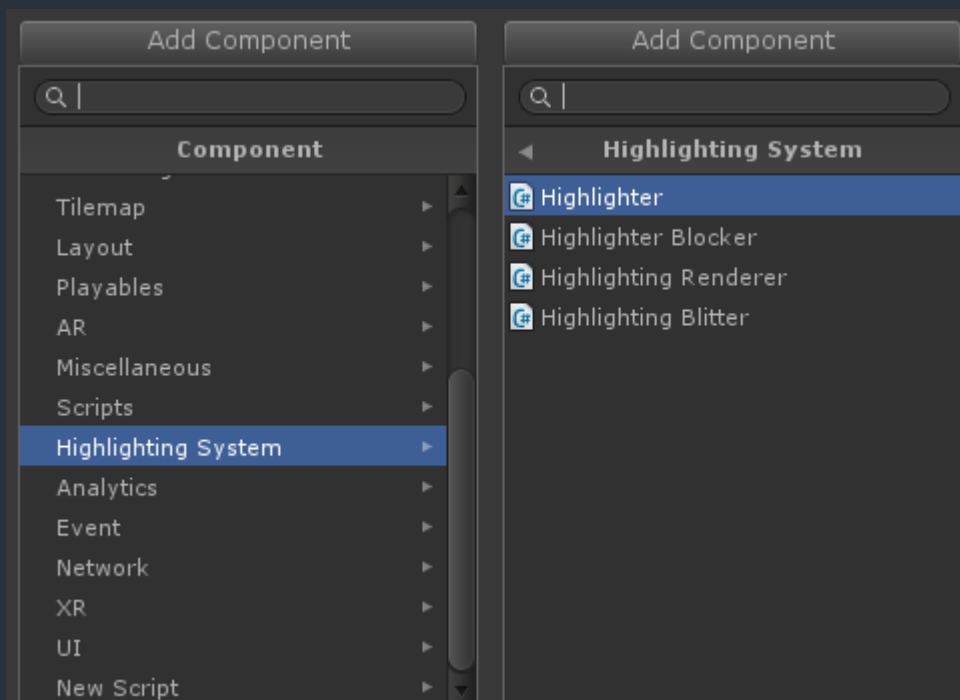 Add Component
Component
Tilemap
Layout
Playables
AR
Miscellaneous
Scripts
Highlighting System
Analytics
Event
Network
XR
UI
New Script
Add Component
Highlighting System
Highlighter
Highlighter Blocker
Highlighting Renderer
Highlighting Blitter